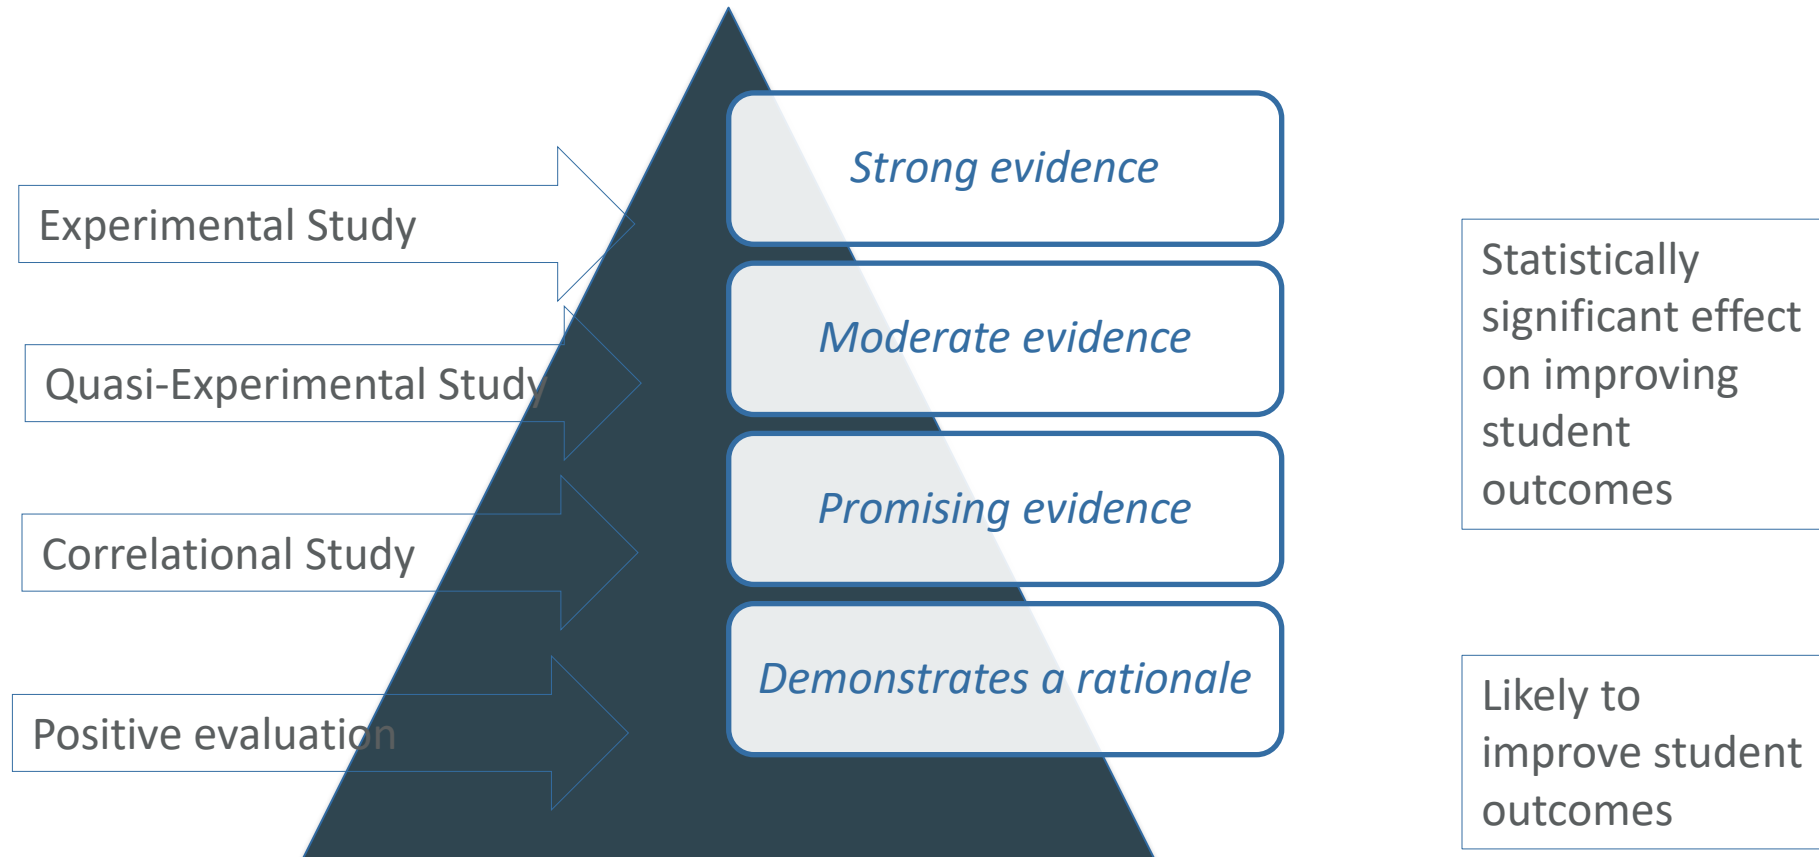 Strong evidence
Experimental Study
Moderate evidence
Quasi-Experimental Study
Promising evidence
Correlational Study
Demonstrates a rationale
Positive evaluation
Statistically
significant effect
on improving
student
outcomes
Likely to
improve student
outcomes